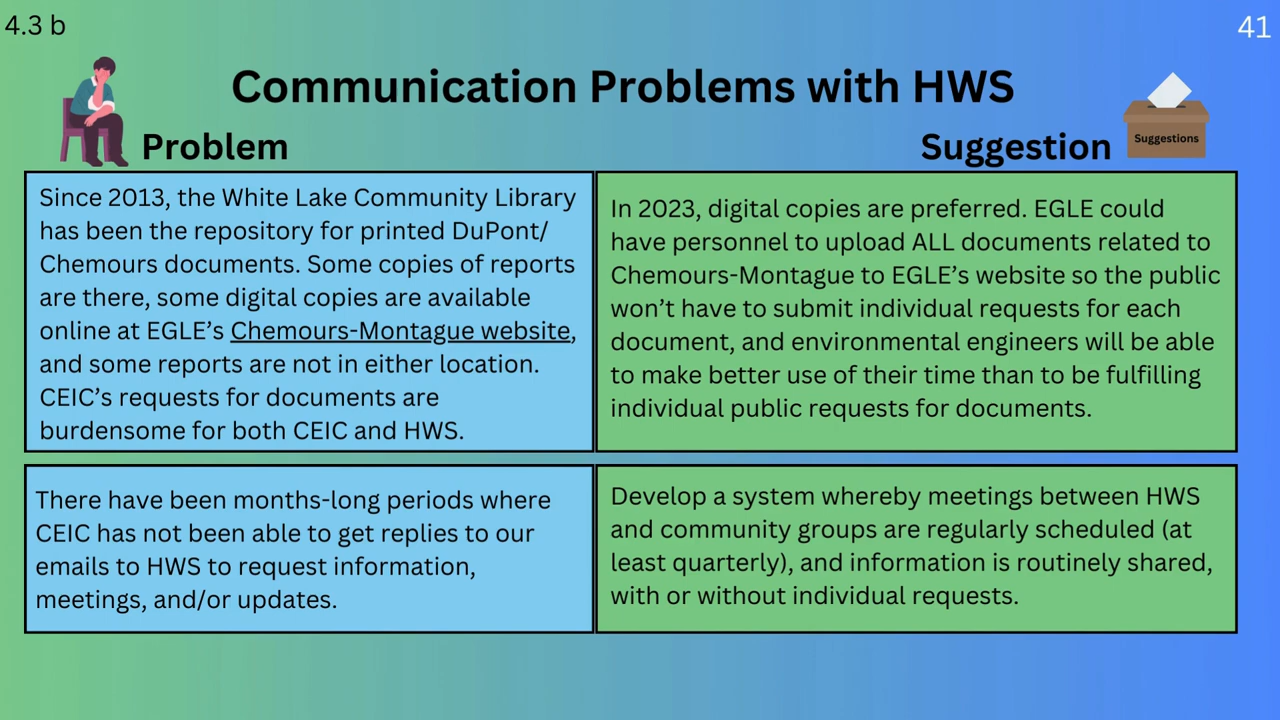 4.3 b
41
Communication Problems with HWS
Problem
Suggestion
Suggestions
Since 2013, the White Lake Community Library
has been the repository for printed DuPont/
Chemours documents. Some copies of reports
are there, some digital copies are available
online at EGLE’s Chemours-Montague website,
and some reports are not in either location.
CEIC’s requests for documents are
burdensome for both CEIC and HWS.
In 2023, digital copies are preferred. EGLE could
have personnel to upload ALL documents related to
Chemours-Montague to EGLE’s website so the public
won’t have to submit individual requests for each
document, and environmental engineers will be able
to make better use of their time than to be fulfilling
individual public requests for documents.
There have been months-long periods where
CEIC has not been able to get replies to our
emails to HWS to request information,
meetings, and/or updates.
Develop a system whereby meetings between HWS
and community groups are regularly scheduled (at
least quarterly), and information is routinely shared,
with or without individual requests.